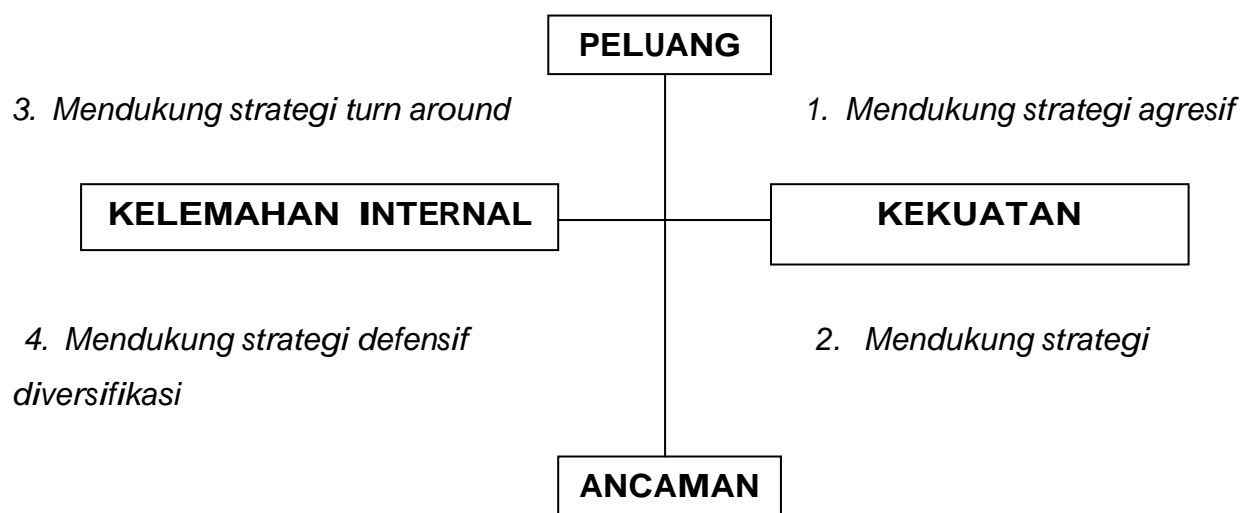 PELUANG
3. Mendukung strategi turn around
1. Mendukung strategi agresif
KELEMAHAN INTERNAL
KEKUATAN
4. Mendukung strategi defensif
2. Mendukung strategi
diversifikasi
ANCAMAN